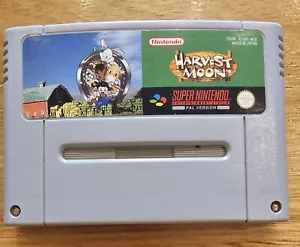 Nintendo
HARVEST
MOON
SUPER NINTENDO
ENTERTAINMENT SYSTEM
PAL VERSION